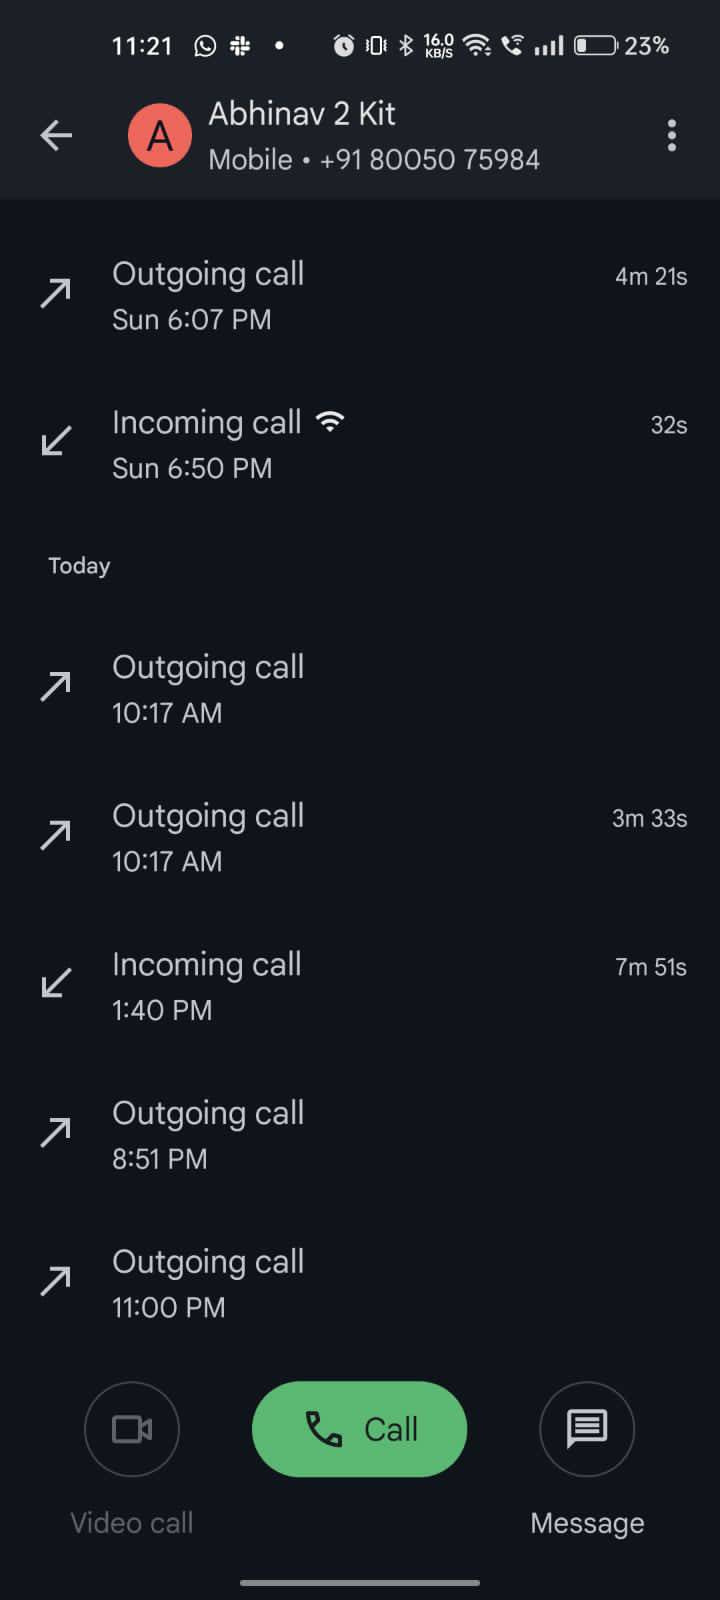 11:21 16.0 KB/S 23%
A
Abhinav 2 Kit
Mobile • +91 80050 75984
Outgoing call 4m 21s
Sun 6:07 PM
Incoming call 32s
Sun 6:50 PM
Today
Outgoing call
10:17 AM
Outgoing call 3m 33s
10:17 AM
Incoming call 7m 51s
1:40 PM
Outgoing call
8:51 PM
Outgoing call
11:00 PM
Call
Video call Message